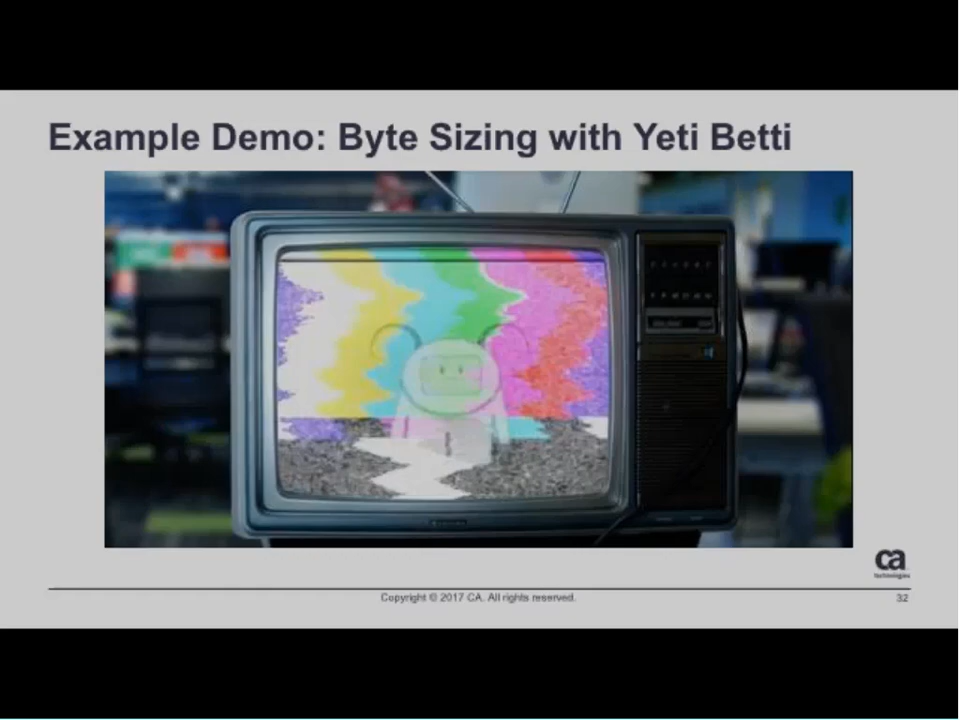 Example Demo: Byte Sizing with Yeti Betti
ca
technologies
Copyright © 2017 CA. All rights reserved.
32